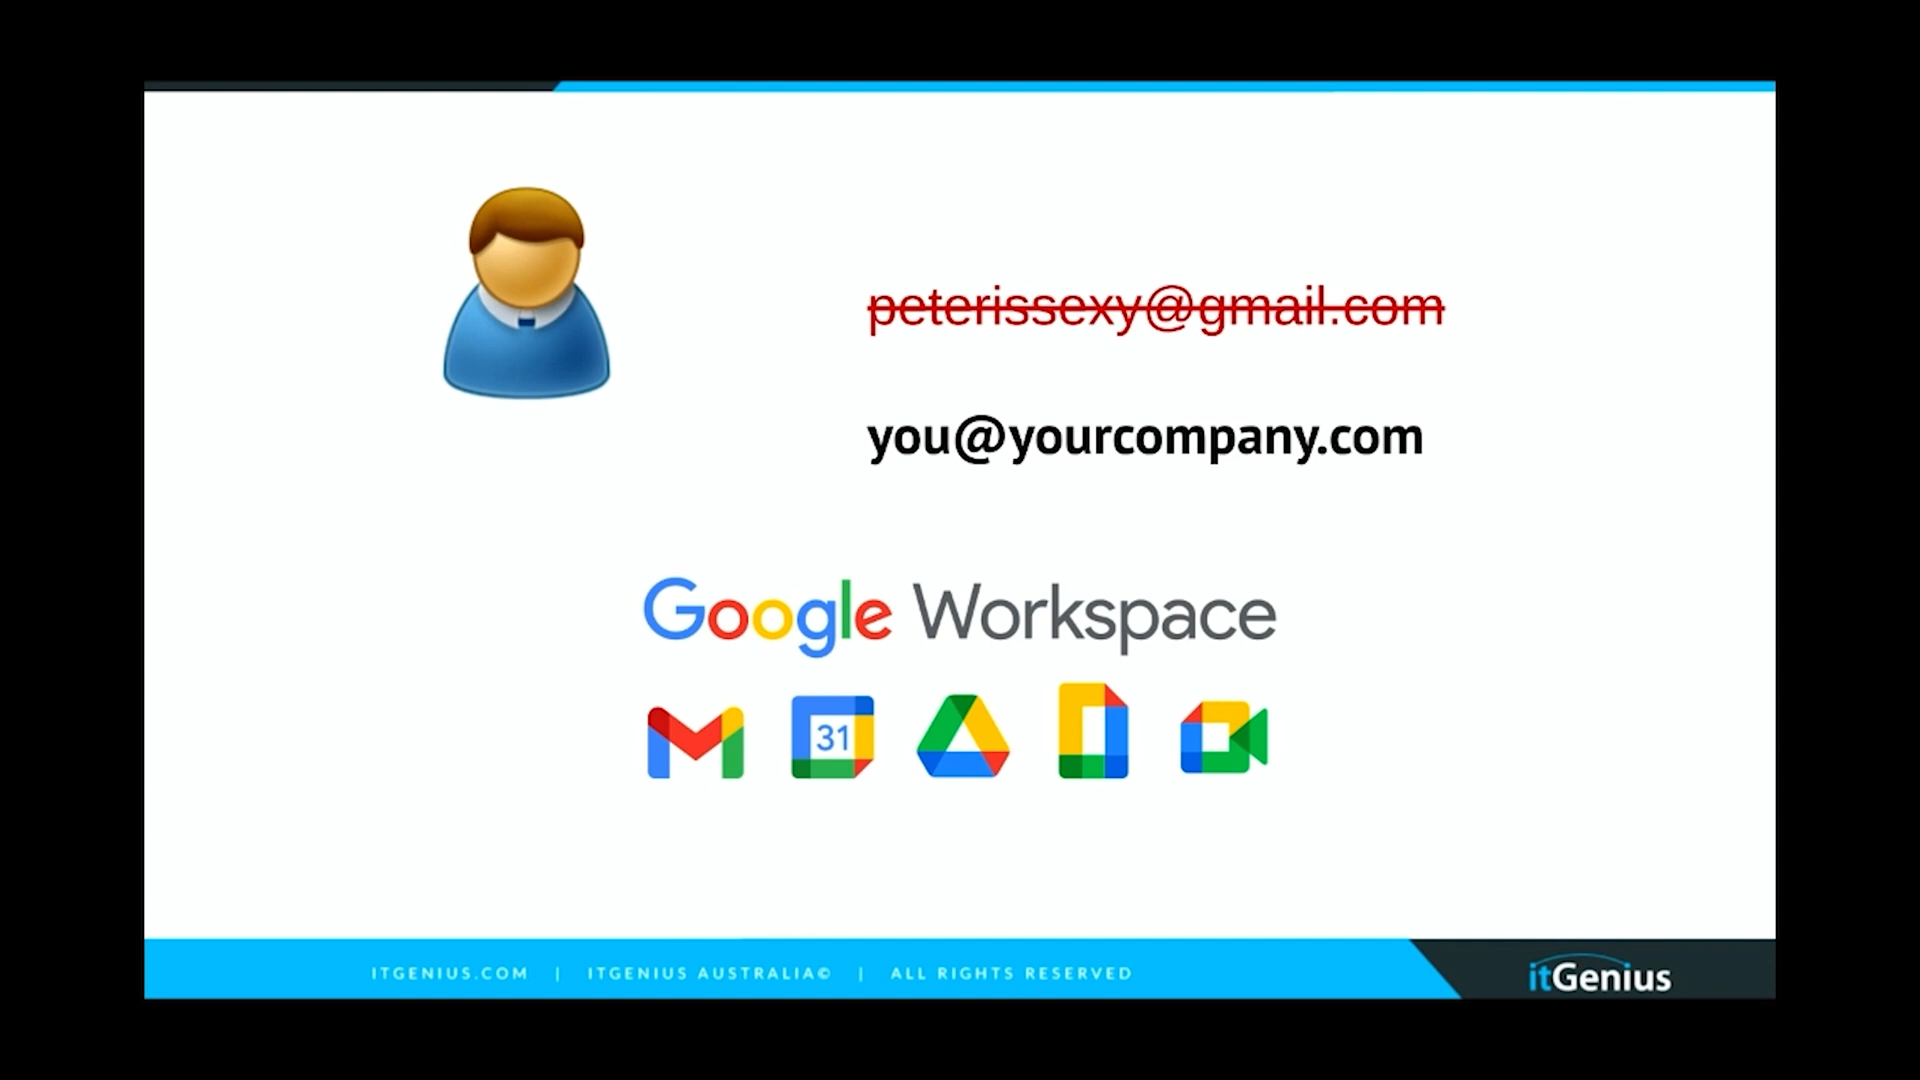 peterissexy@gmail.com
you@yourcompany.com
Google Workspace
31
ITGENIUS.COM | ITGENIUS AUSTRALIA© | ALL RIGHTS RESERVED
itGenius